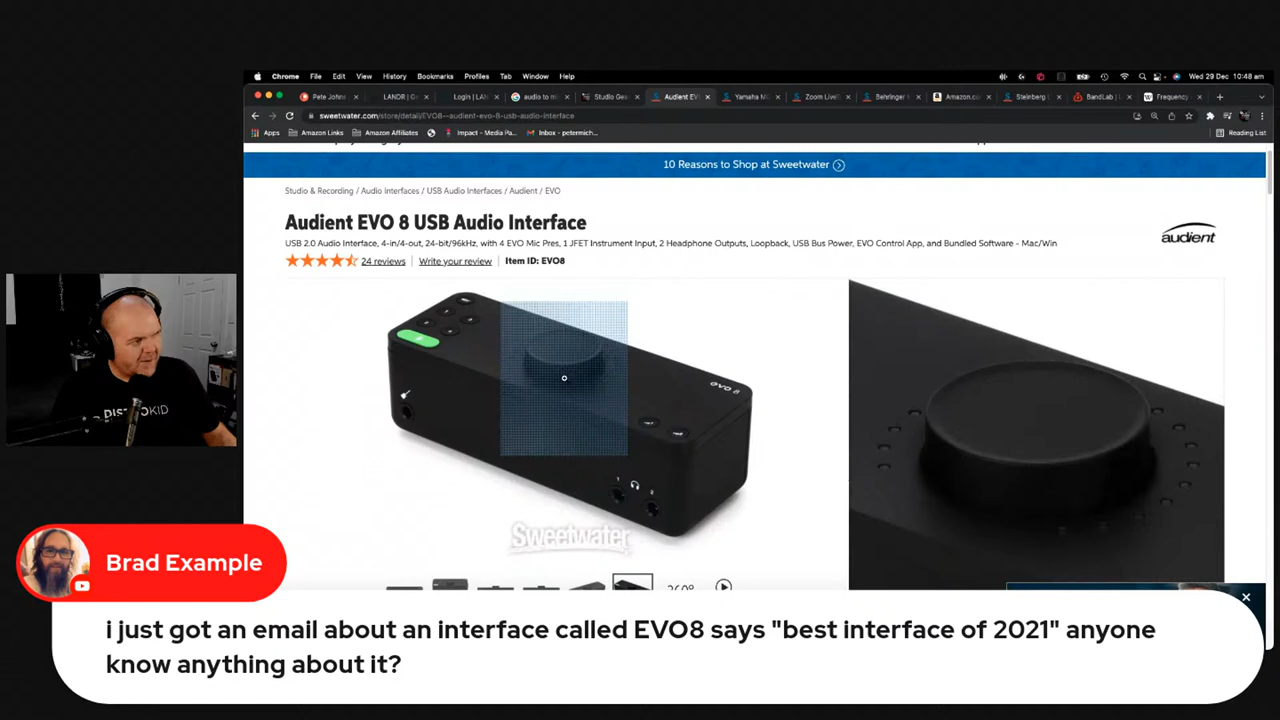 Chrome File Edit View History Bookmarks Profiles Tab Window Help
Wed 29 Dec 10:48 am
Pete Johns
LANDR | G
Login | LAN
audio to mi
Studio Gea
Audient EV
Yamaha M
Zoom LiveT
Behringer
Amazon.co
Steinberg |
BandLab | L
Frequency
sweetwater.com/store/detail/EVO8--audient-evo-8-usb-audio-interface
Apps Amazon Links Amazon Affiliates Impact - Media Pa... Inbox - petermich... Reading List
10 Reasons to Shop at Sweetwater
Studio & Recording / Audio Interfaces / USB Audio Interfaces / Audient / EVO
Audient EVO 8 USB Audio Interface
audient
USB 2.0 Audio Interface, 4-in/4-out, 24-bit/96kHz, with 4 EVO Mic Pres, 1 JFET Instrument Input, 2 Headphone Outputs, Loopback, USB Bus Power, EVO Control App, and Bundled Software - Mac/Win
24 reviews Write your review Item ID: EVO8
evo 8
1 2
Sweetwater
360°
Brad Example
i just got an email about an interface called EVO8 says "best interface of 2021" anyone
know anything about it?